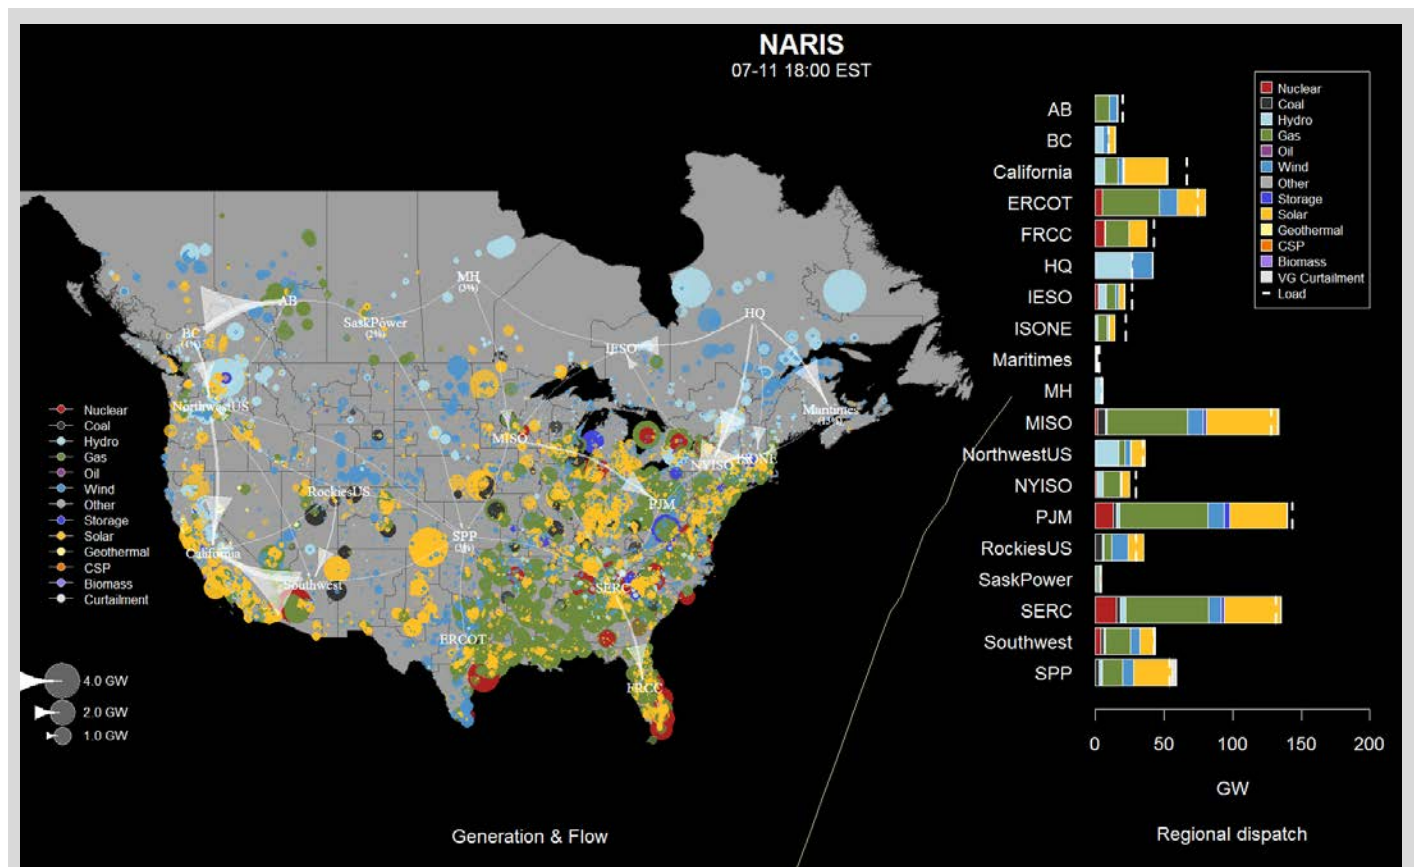 NARIS
07-11 18:00 EST
AB
BC
California
ERCOT
FRCC
HQ
IESO
ISONE
Maritimes
MH
MISO
NorthwestUS
NYISO
PJM
RockiesUS
SaskPower
SERC
Southwest
SPP
0 50 100 150 200
GW
Regional dispatch
Nuclear
Coal
Hydro
Gas
Oil
Wind
Other
Storage
Solar
Geothermal
CSP
Biomass
VG Curtailment
Load
MH
(3%)
AB
SaskPower
(2%)
BC
HQ
IESO
NorthwestUS
Maritimes
MISO
NYISO
ISONE
RockiesUS
PJM
SPP
California
Southwest
SERC
ERCOT
FRCC
Nuclear
Coal
Hydro
Gas
Oil
Wind
Other
Storage
Solar
Geothermal
CSP
Biomass
Curtailment
4.0 GW
2.0 GW
1.0 GW
Generation & Flow